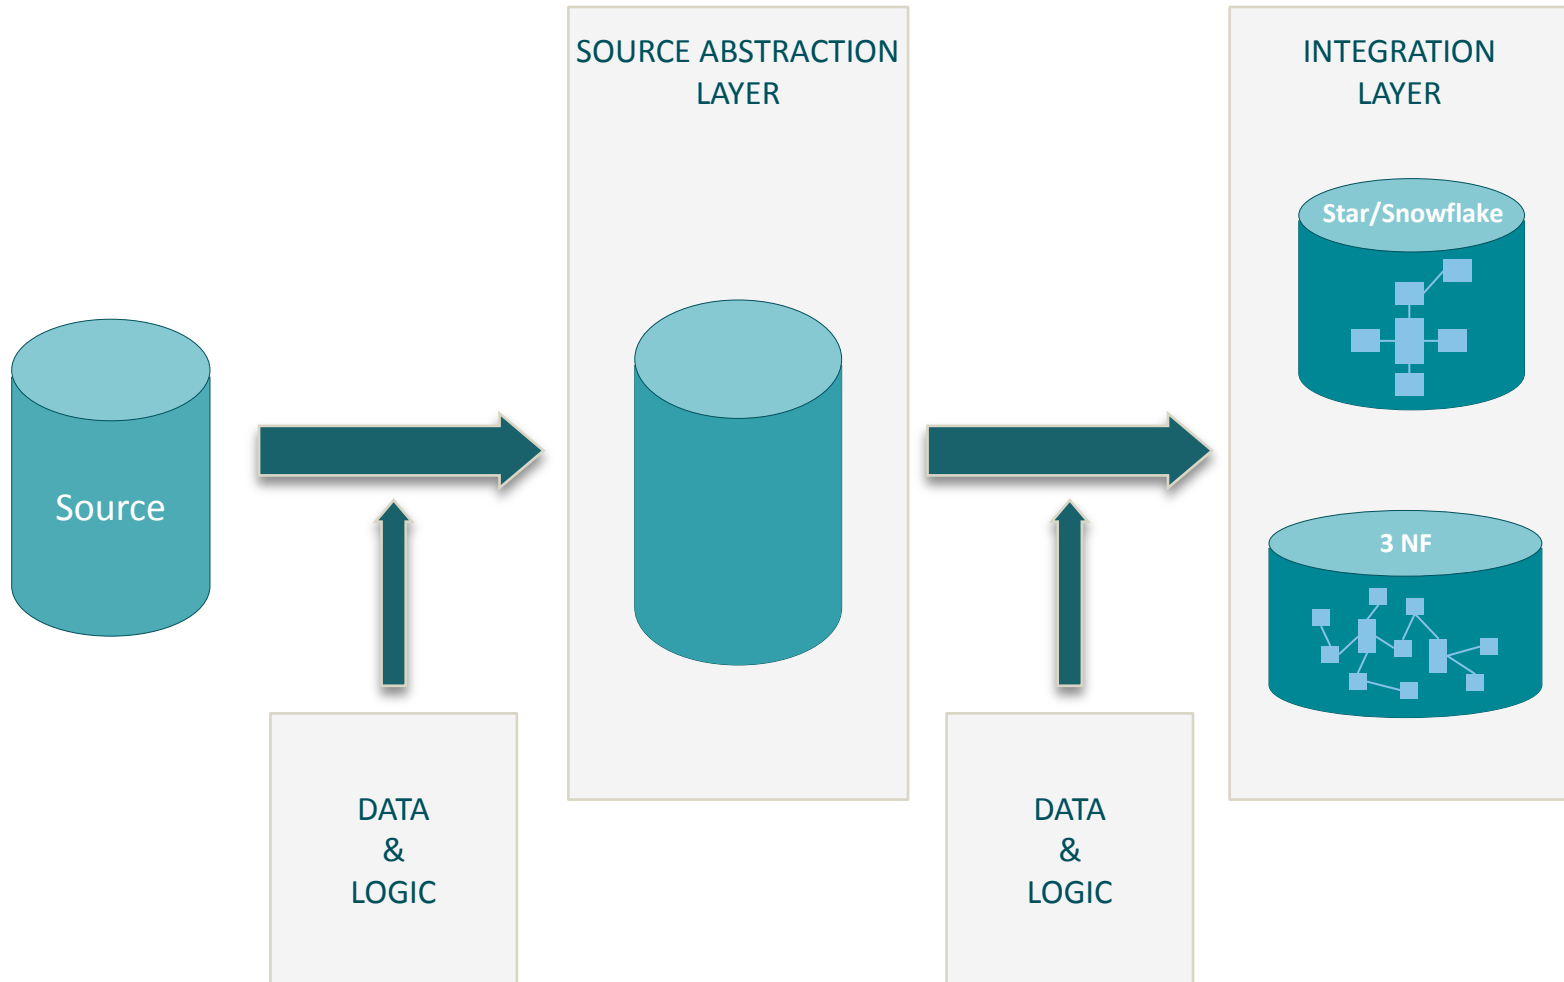 SOURCE ABSTRACTION
LAYER
INTEGRATION
LAYER
Star/Snowflake
Source
3 NF
DATA
&
LOGIC
DATA
&
LOGIC